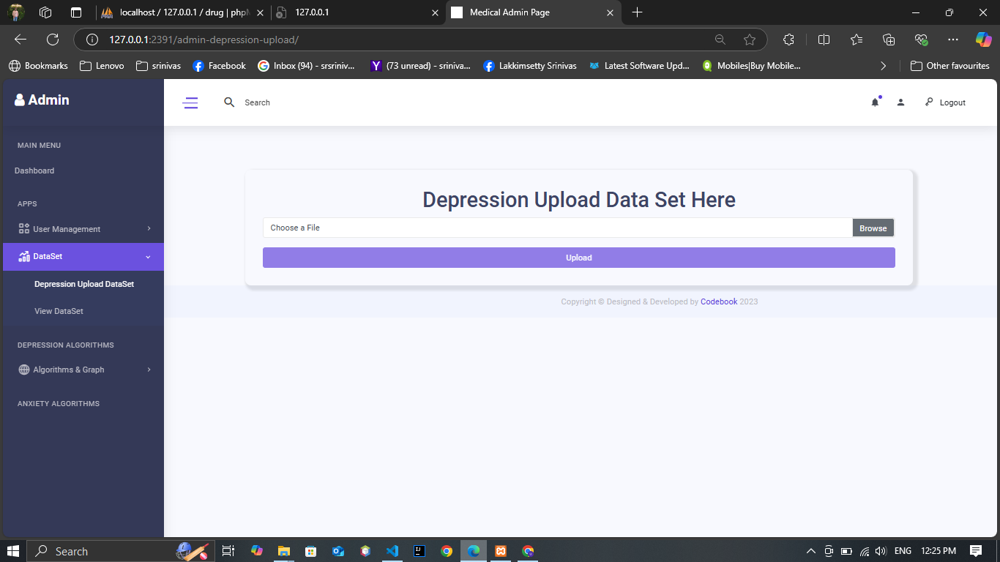 localhost / 127.0.0.1 / drug | phpM
127.0.0.1
Medical Admin Page
127.0.0.1:2391/admin-depression-upload/
Bookmarks
Lenovo
srinivas
Facebook
Inbox (94) - srsriniv...
(73 unread) - sriniva...
Lakkimsetty Srinivas
Latest Software Upd...
Mobiles|Buy Mobile...
Other favourites
Admin
Search
Logout
MAIN MENU
Dashboard
APPS
User Management
DataSet
Depression Upload DataSet
View DataSet
DEPRESSION ALGORITHMS
Algorithms & Graph
ANXIETY ALGORITHMS
Depression Upload Data Set Here
Choose a File
Browse
Upload
Copyright © Designed & Developed by Codebook 2023
Search
ENG
12:25 PM